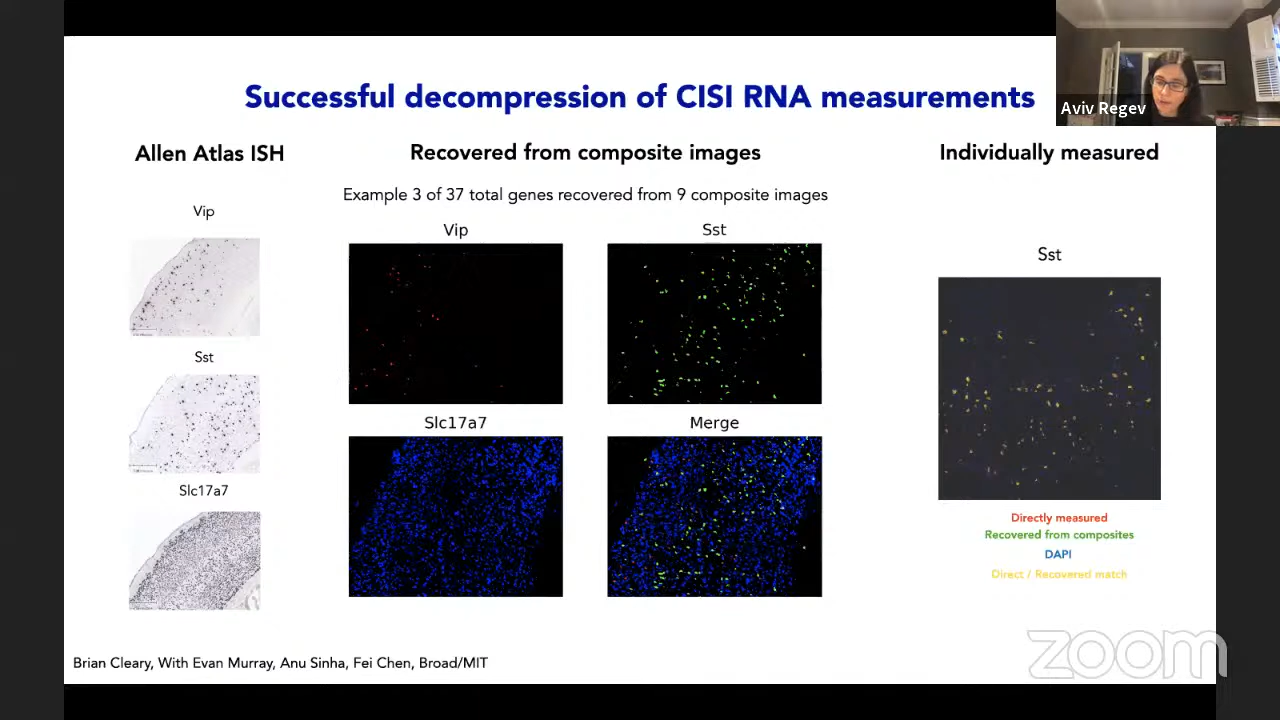 Successful decompression of CISI RNA measurements
Aviv Regev
Allen Atlas ISH
Recovered from composite images
Individually measured
Example 3 of 37 total genes recovered from 9 composite images
Vip
Vip
Sst
Sst
Sst
Slc17a7
Merge
Slc17a7
Directly measured
Recovered from composites
DAPI
Direct / Recovered match
zoom
Brian Cleary, With Evan Murray, Anu Sinha, Fei Chen, Broad/MIT